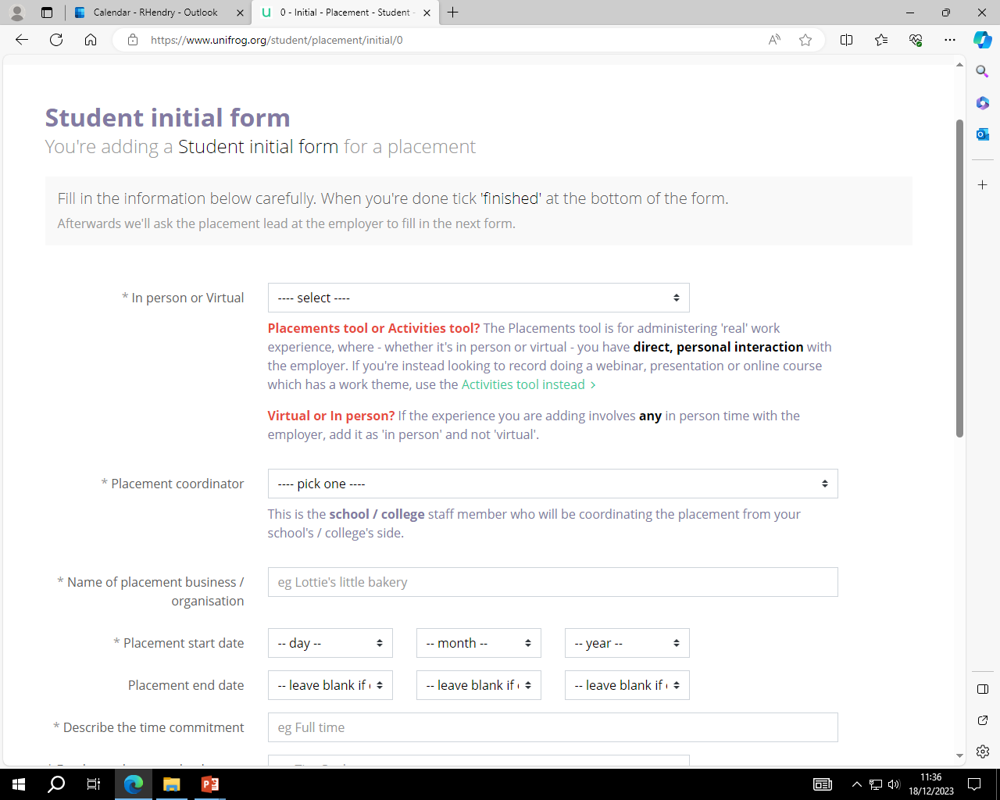 Calendar - RHendry - Outlook
0 - Initial - Placement - Student -
https://www.unifrog.org/student/placement/initial/0
Student initial form
You're adding a Student initial form for a placement
Fill in the information below carefully. When you're done tick 'finished' at the bottom of the form.
Afterwards we'll ask the placement lead at the employer to fill in the next form.
* In person or Virtual
---- select ----
Placements tool or Activities tool? The Placements tool is for administering 'real' work
experience, where - whether it's in person or virtual - you have direct, personal interaction with
the employer. If you're instead looking to record doing a webinar, presentation or online course
which has a work theme, use the Activities tool instead >
Virtual or In person? If the experience you are adding involves any in person time with the
employer, add it as 'in person' and not 'virtual'.
* Placement coordinator
---- pick one ----
This is the school / college staff member who will be coordinating the placement from your
school's / college's side.
* Name of placement business /
organisation
eg Lottie's little bakery
* Placement start date
-- day --
-- month --
-- year --
Placement end date
-- leave blank if
-- leave blank if
-- leave blank if
* Describe the time commitment
eg Full time
11:36
18/12/2023